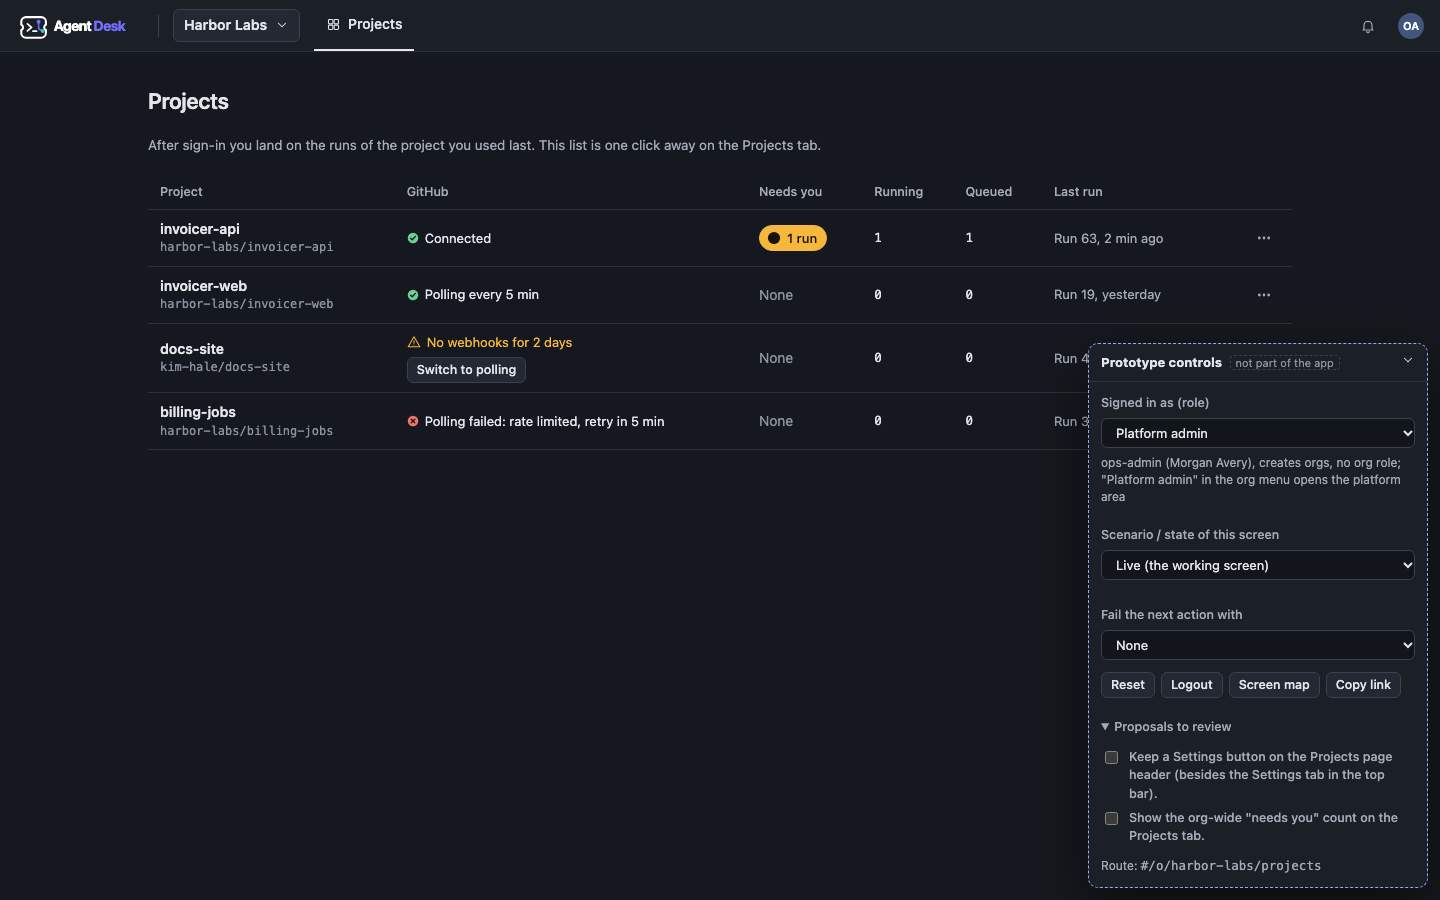 AgentDesk
Harbor Labs
Projects
OA
Projects
After sign-in you land on the runs of the project you used last. This list is one click away on the Projects tab.
Project GitHub Needs you Running Queued Last run
invoicer-api
harbor-labs/invoicer-api
Connected
1 run
1
1
Run 63, 2 min ago
invoicer-web
harbor-labs/invoicer-web
Polling every 5 min
None
0
0
Run 19, yesterday
docs-site
kim-hale/docs-site
No webhooks for 2 days
Switch to polling
None
0
0
Run 4
billing-jobs
harbor-labs/billing-jobs
Polling failed: rate limited, retry in 5 min
None
0
0
Run 3
Prototype controls not part of the app
Signed in as (role)
Platform admin
ops-admin (Morgan Avery), creates orgs, no org role;
"Platform admin" in the org menu opens the platform
area
Scenario / state of this screen
Live (the working screen)
Fail the next action with
None
Reset Logout Screen map Copy link
Proposals to review
Keep a Settings button on the Projects page
header (besides the Settings tab in the top
bar).
Show the org-wide "needs you" count on the
Projects tab.
Route: #/o/harbor-labs/projects